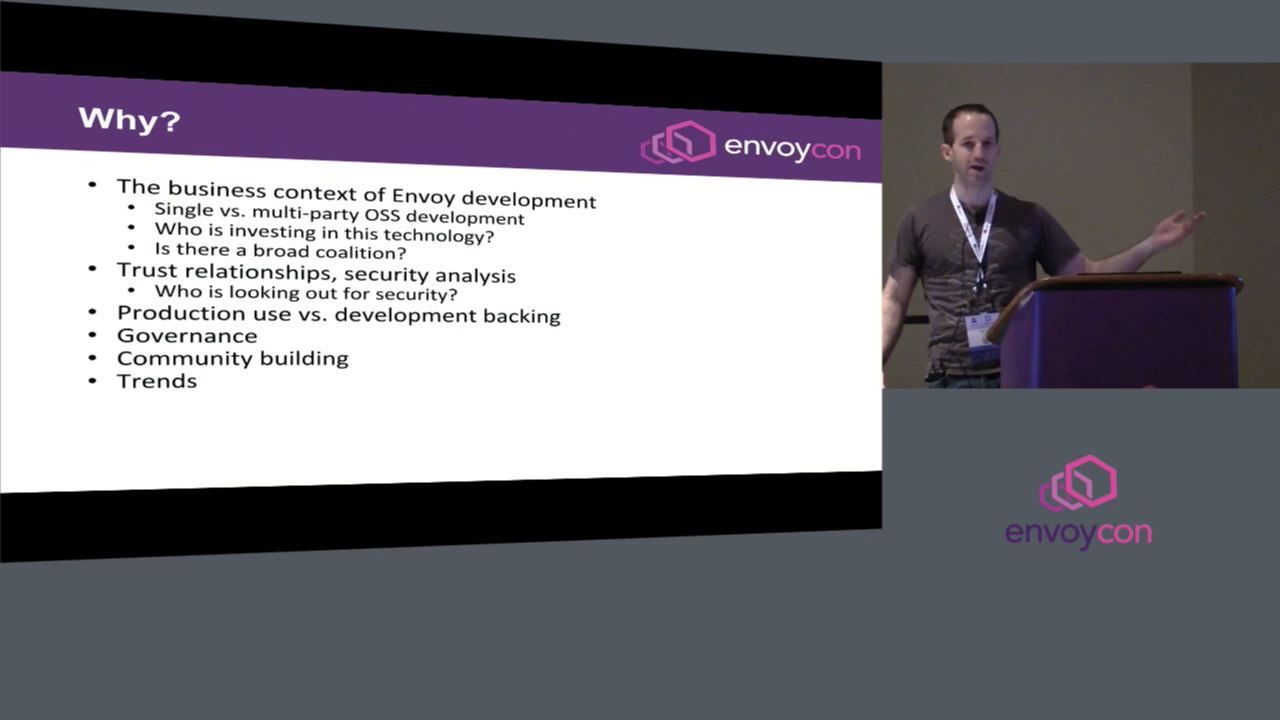 Why?
envoycon
• The business context of Envoy development
• Single vs. multi-party OSS development
• Who is investing in this technology?
• Is there a broad coalition?
• Trust relationships, security analysis
• Who is looking out for security?
• Production use vs. development backing
• Governance
• Community building
• Trends
envoycon